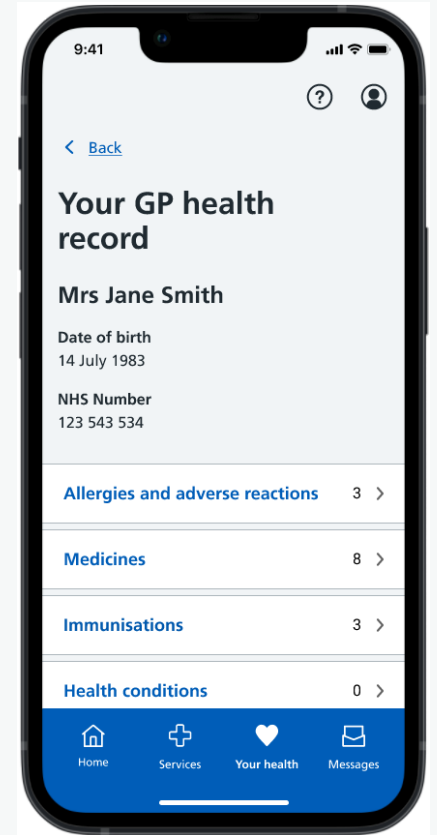 9:41
?
Back
Your GP health
record
Mrs Jane Smith
Date of birth
14 July 1983
NHS Number
123 543 534
Allergies and adverse reactions 3
Medicines 8
Immunisations 3
Health conditions 0
Home Services Your health Messages